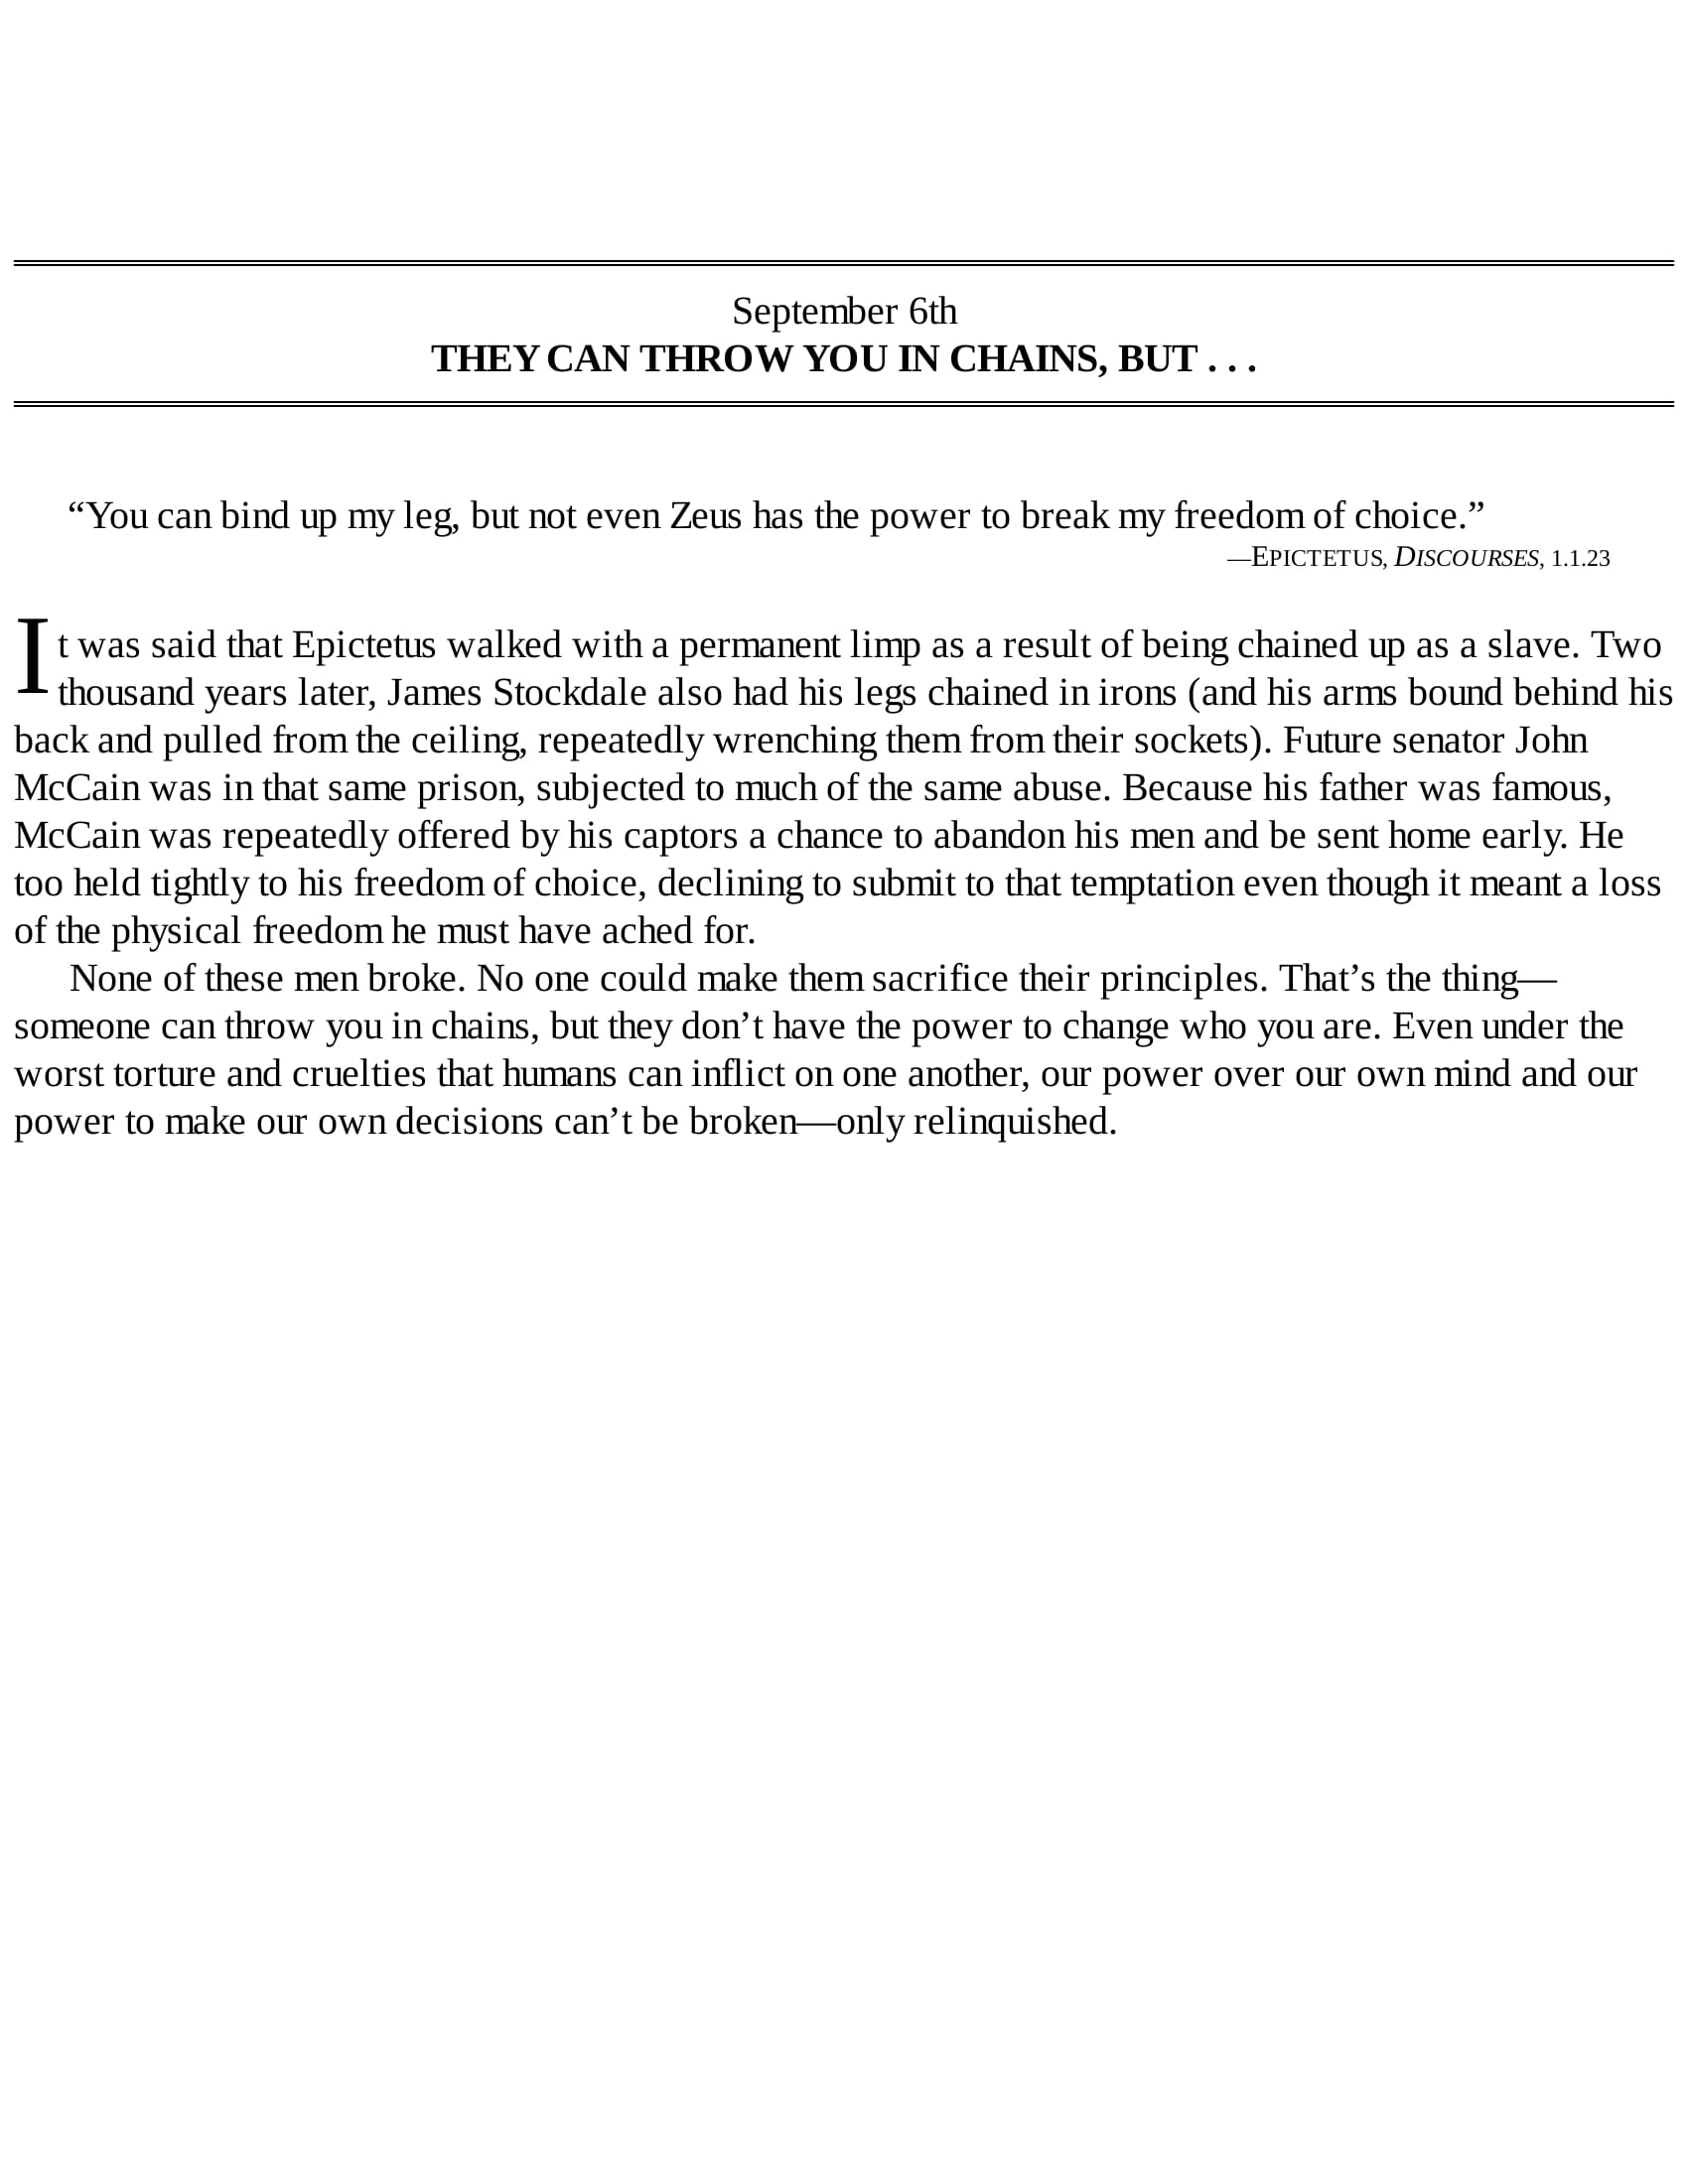 September 6th
THEY CAN THROW YOU IN CHAINS, BUT . . .
“You can bind up my leg, but not even Zeus has the power to break my freedom of choice.”
—EPICTETUS, DISCOURSES, 1.1.23
It was said that Epictetus walked with a permanent limp as a result of being chained up as a slave. Two
thousand years later, James Stockdale also had his legs chained in irons (and his arms bound behind his
back and pulled from the ceiling, repeatedly wrenching them from their sockets). Future senator John
McCain was in that same prison, subjected to much of the same abuse. Because his father was famous,
McCain was repeatedly offered by his captors a chance to abandon his men and be sent home early. He
too held tightly to his freedom of choice, declining to submit to that temptation even though it meant a loss
of the physical freedom he must have ached for.
None of these men broke. No one could make them sacrifice their principles. That’s the thing—
someone can throw you in chains, but they don’t have the power to change who you are. Even under the
worst torture and cruelties that humans can inflict on one another, our power over our own mind and our
power to make our own decisions can’t be broken—only relinquished.